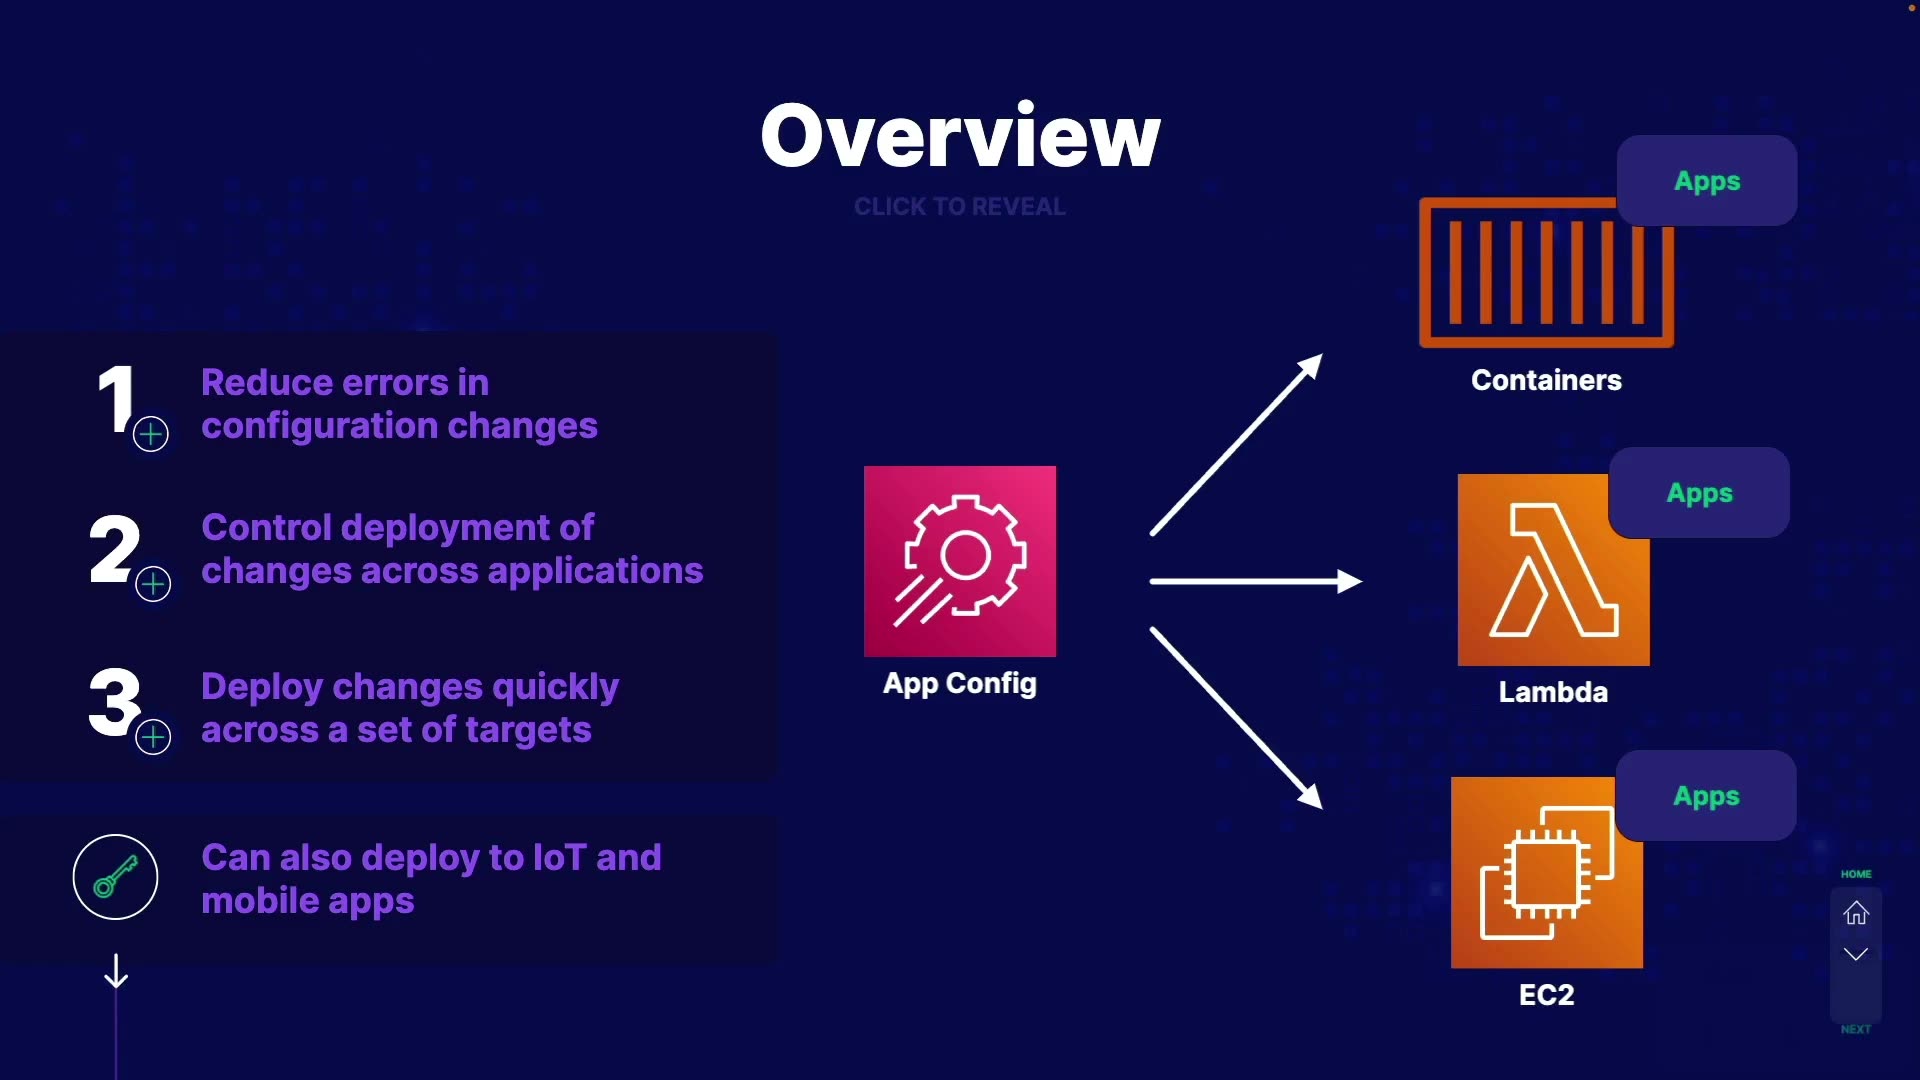 Overview
CLICK TO REVEAL
1
Reduce errors in
configuration changes
2
Control deployment of
changes across applications
3
Deploy changes quickly
across a set of targets
Can also deploy to IoT and
mobile apps
App Config
Apps
Containers
Apps
Lambda
Apps
EC2
HOME
NEXT